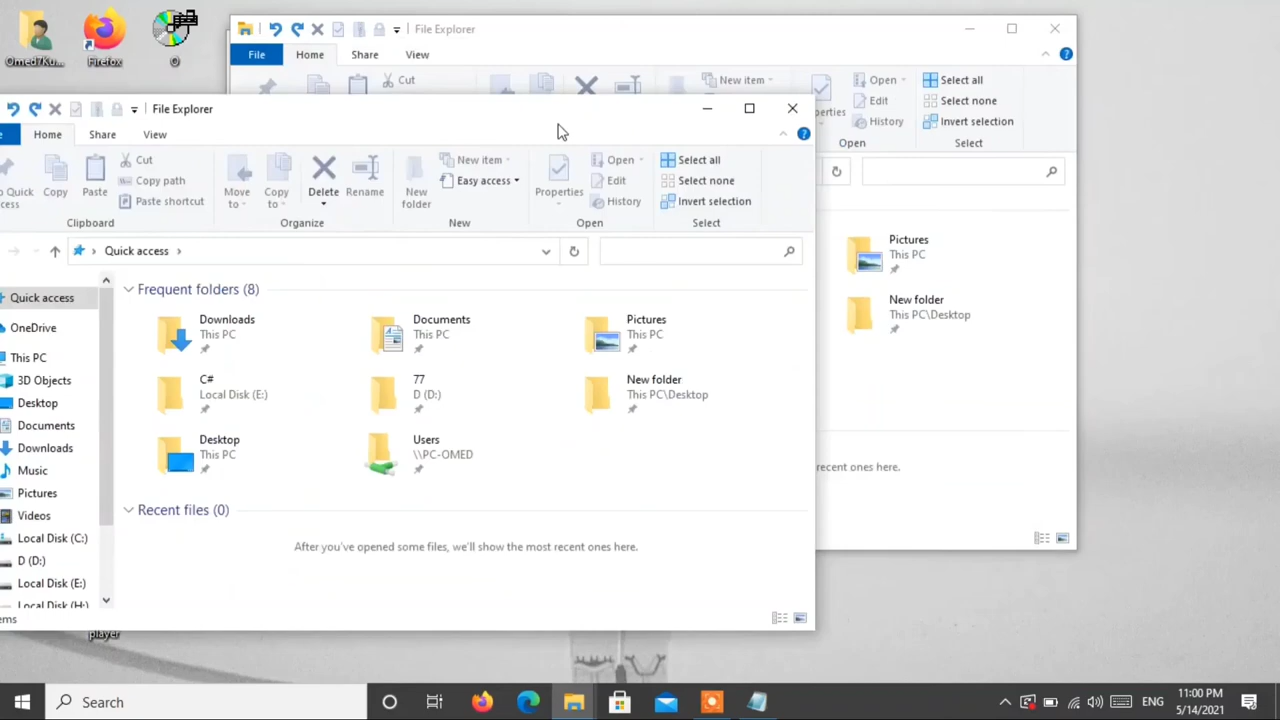 Omed7Ku...
Firefox
O
File Explorer
File
Home
Share
View
Cut
New item
Open
Edit
History
Select all
Select none
Invert selection
Open
Select
Pictures
This PC
New folder
This PC\Desktop
recent ones here.
File Explorer
Home
Share
View
Copy
Paste
Cut
Copy path
Paste shortcut
Clipboard
Move to
Copy to
Delete
Rename
Organize
New folder
New item
Easy access
New
Properties
Open
Edit
History
Open
Select all
Select none
Invert selection
Select
Quick access
Quick access
OneDrive
This PC
3D Objects
Desktop
Documents
Downloads
Music
Pictures
Videos
Local Disk (C:)
D (D:)
Local Disk (E:)
Local Disk (H:)
Frequent folders (8)
Downloads
This PC
Documents
This PC
Pictures
This PC
C#
Local Disk (E:)
77
D (D:)
New folder
This PC\Desktop
Desktop
This PC
Users
\\PC-OMED
Recent files (0)
After you've opened some files, we'll show the most recent ones here.
player
Search
ENG
11:00 PM
5/14/2021